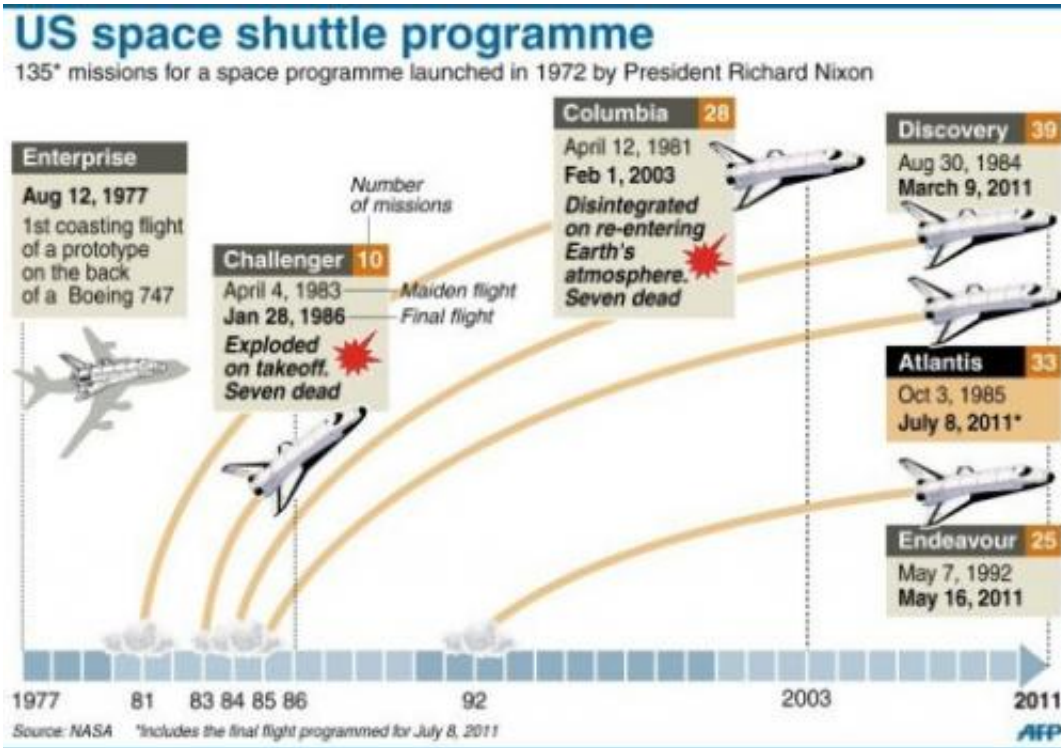 US space shuttle programme
135* missions for a space programme launched in 1972 by President Richard Nixon
Enterprise
Aug 12, 1977
1st coasting flight
of a prototype
on the back
of a Boeing 747
Number
of missions
Challenger 10
April 4, 1983
Maiden flight
Jan 28, 1986
Final flight
Exploded
on takeoff.
Seven dead
Columbia 28
April 12, 1981
Feb 1, 2003
Disintegrated
on re-entering
Earth's
atmosphere.
Seven dead
Discovery 39
Aug 30, 1984
March 9, 2011
Atlantis 33
Oct 3, 1985
July 8, 2011*
Endeavour 25
May 7, 1992
May 16, 2011
1977 81 83 84 85 86 92 2003 2011
Source: NASA *Includes the final flight programmed for July 8, 2011
AFP